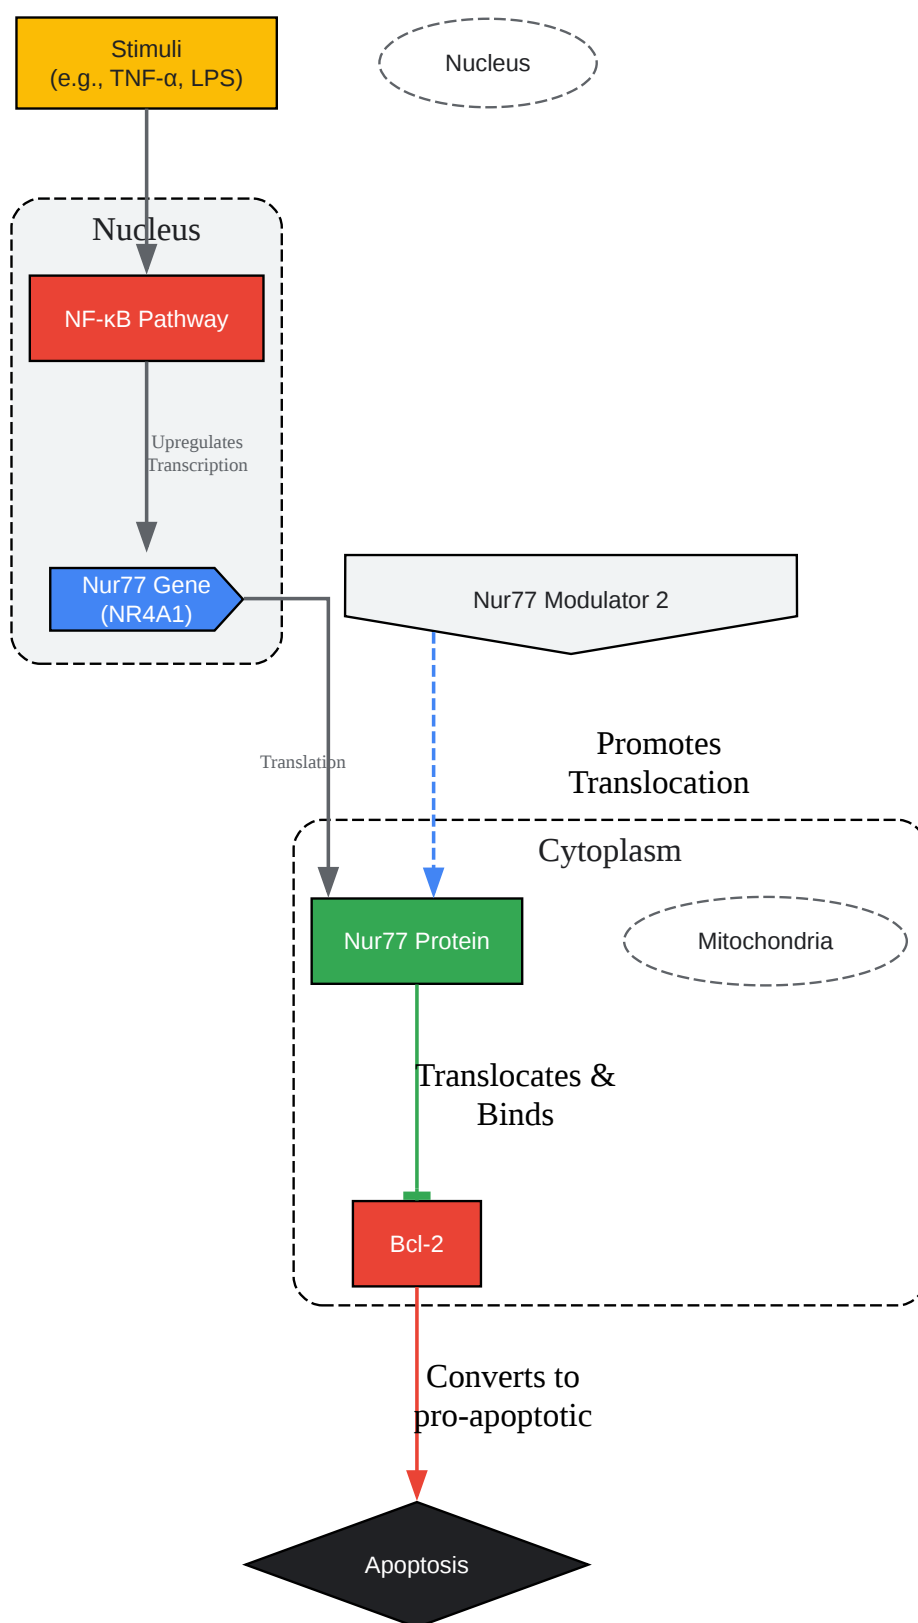 Stimuli
(e.g., TNF-α, LPS)
Nucleus
Nucleus
NF-κB Pathway
Upregulates
Transcription
Nur77 Gene
(NR4A1)
Nur77 Modulator 2
Promotes
Translocation
Translation
Cytoplasm
Nur77 Protein
Mitochondria
Translocates &
Binds
Bcl-2
Converts to
pro-apoptotic
Apoptosis